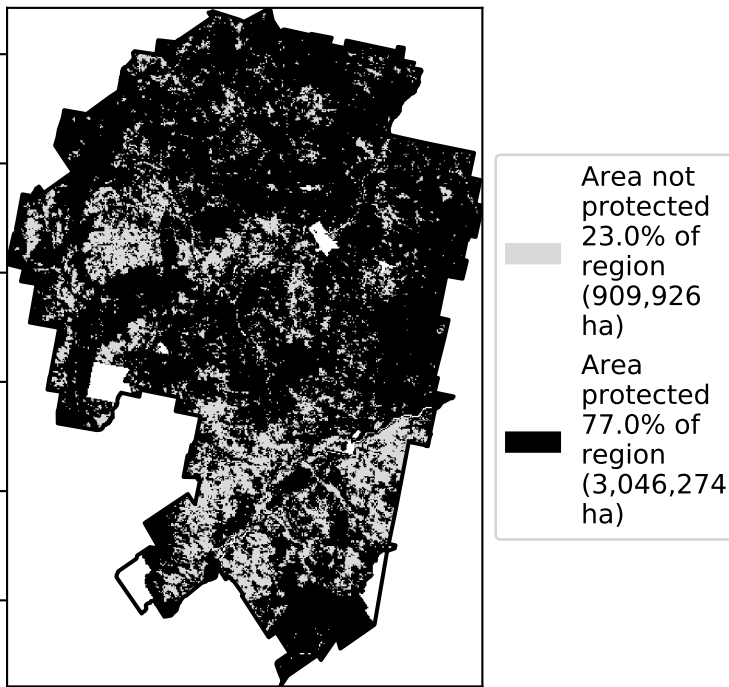 Area not
protected
23.0% of
region
(909,926
ha)
Area
protected
77.0% of
region
(3,046,274
ha)